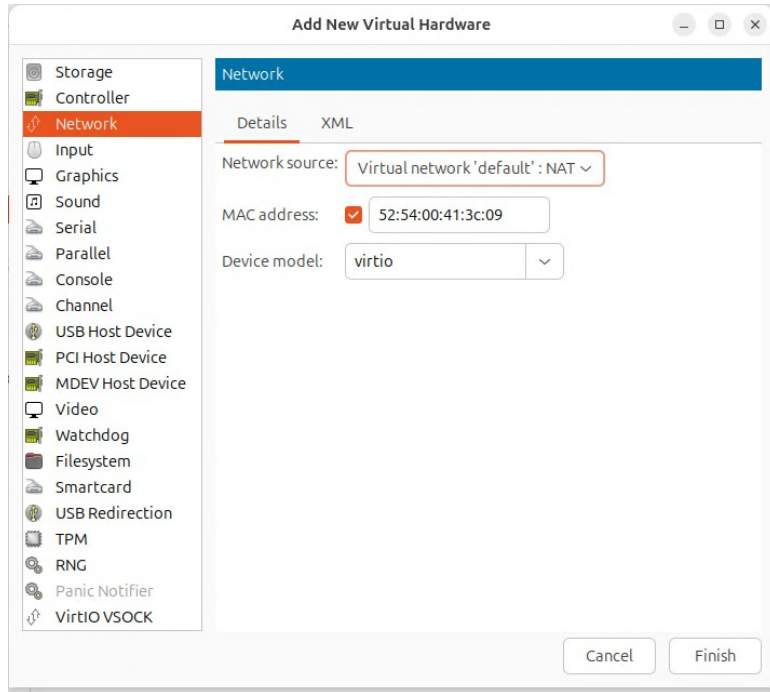 Add New Virtual Hardware
Storage
Controller
Network
Input
Graphics
Sound
Serial
Parallel
Console
Channel
USB Host Device
PCI Host Device
MDEV Host Device
Video
Watchdog
Filesystem
Smartcard
USB Redirection
TPM
RNG
Panic Notifier
VirtIO VSOCK
Network
Details XML
Network source: Virtual network 'default' : NAT
MAC address: 52:54:00:41:3c:09
Device model: virtio
Cancel Finish